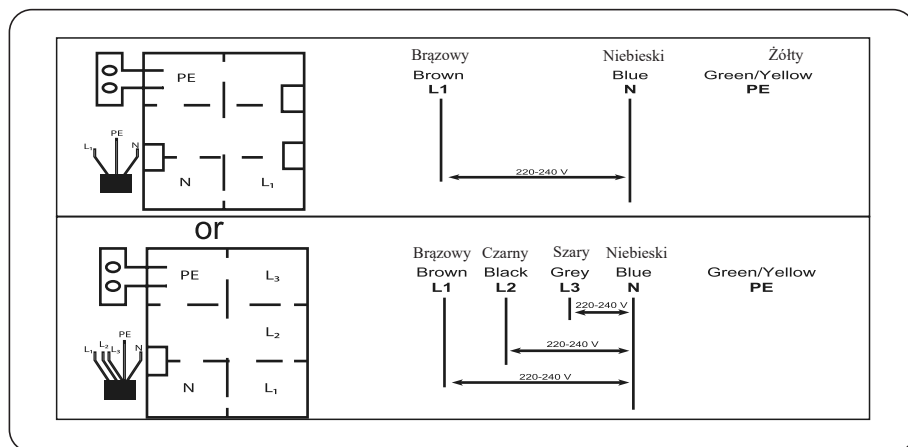 PE
L₁ PE N
N L₁
Brązowy Niebieski Żółty
Brown Blue Green/Yellow
L1 N PE
220-240 V
or
PE L₃
L₂
L₁ L₂ L₃ PE N
N L₁
Brązowy Czarny Szary Niebieski
Brown Black Grey Blue Green/Yellow
L1 L2 L3 N PE
220-240 V
220-240 V
220-240 V